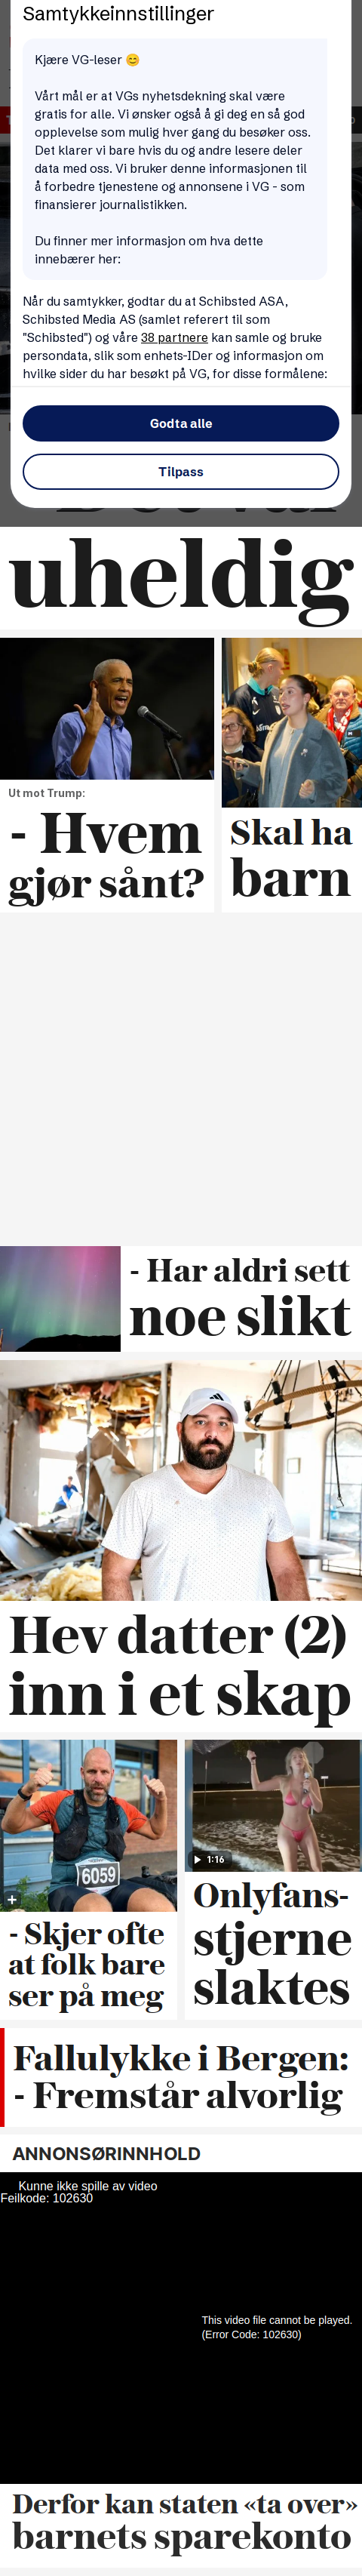 Samtykkeinnstillinger
Kjære VG-leser 😊
Vårt mål er at VGs nyhetsdekning skal være
gratis for alle. Vi ønsker også å gi deg en så god
opplevelse som mulig hver gang du besøker oss.
Det klarer vi bare hvis du og andre lesere deler
data med oss. Vi bruker denne informasjonen til
å forbedre tjenestene og annonsene i VG - som
finansierer journalistikken.
Du finner mer informasjon om hva dette
innebærer her:
Når du samtykker, godtar du at Schibsted ASA,
Schibsted Media AS (samlet referert til som
"Schibsted") og våre 38 partnere kan samle og bruke
persondata, slik som enhets-IDer og informasjon om
hvilke sider du har besøkt på VG, for disse formålene:
Godta alle
Tilpass
Det var
uheldig
Ut mot Trump:
- Hvem
gjør sånt?
Skal ha
barn
- Har aldri sett
noe slikt
Hev datter (2)
inn i et skap
6059
- Skjer ofte
at folk bare
ser på meg
1:16
Onlyfans-
stjerne
slaktes
Fallulykke i Bergen:
- Fremstår alvorlig
ANNONSØRINNHOLD
Kunne ikke spille av video
Feilkode: 102630
This video file cannot be played.
(Error Code: 102630)
Derfor kan staten «ta over»
barnets sparekonto